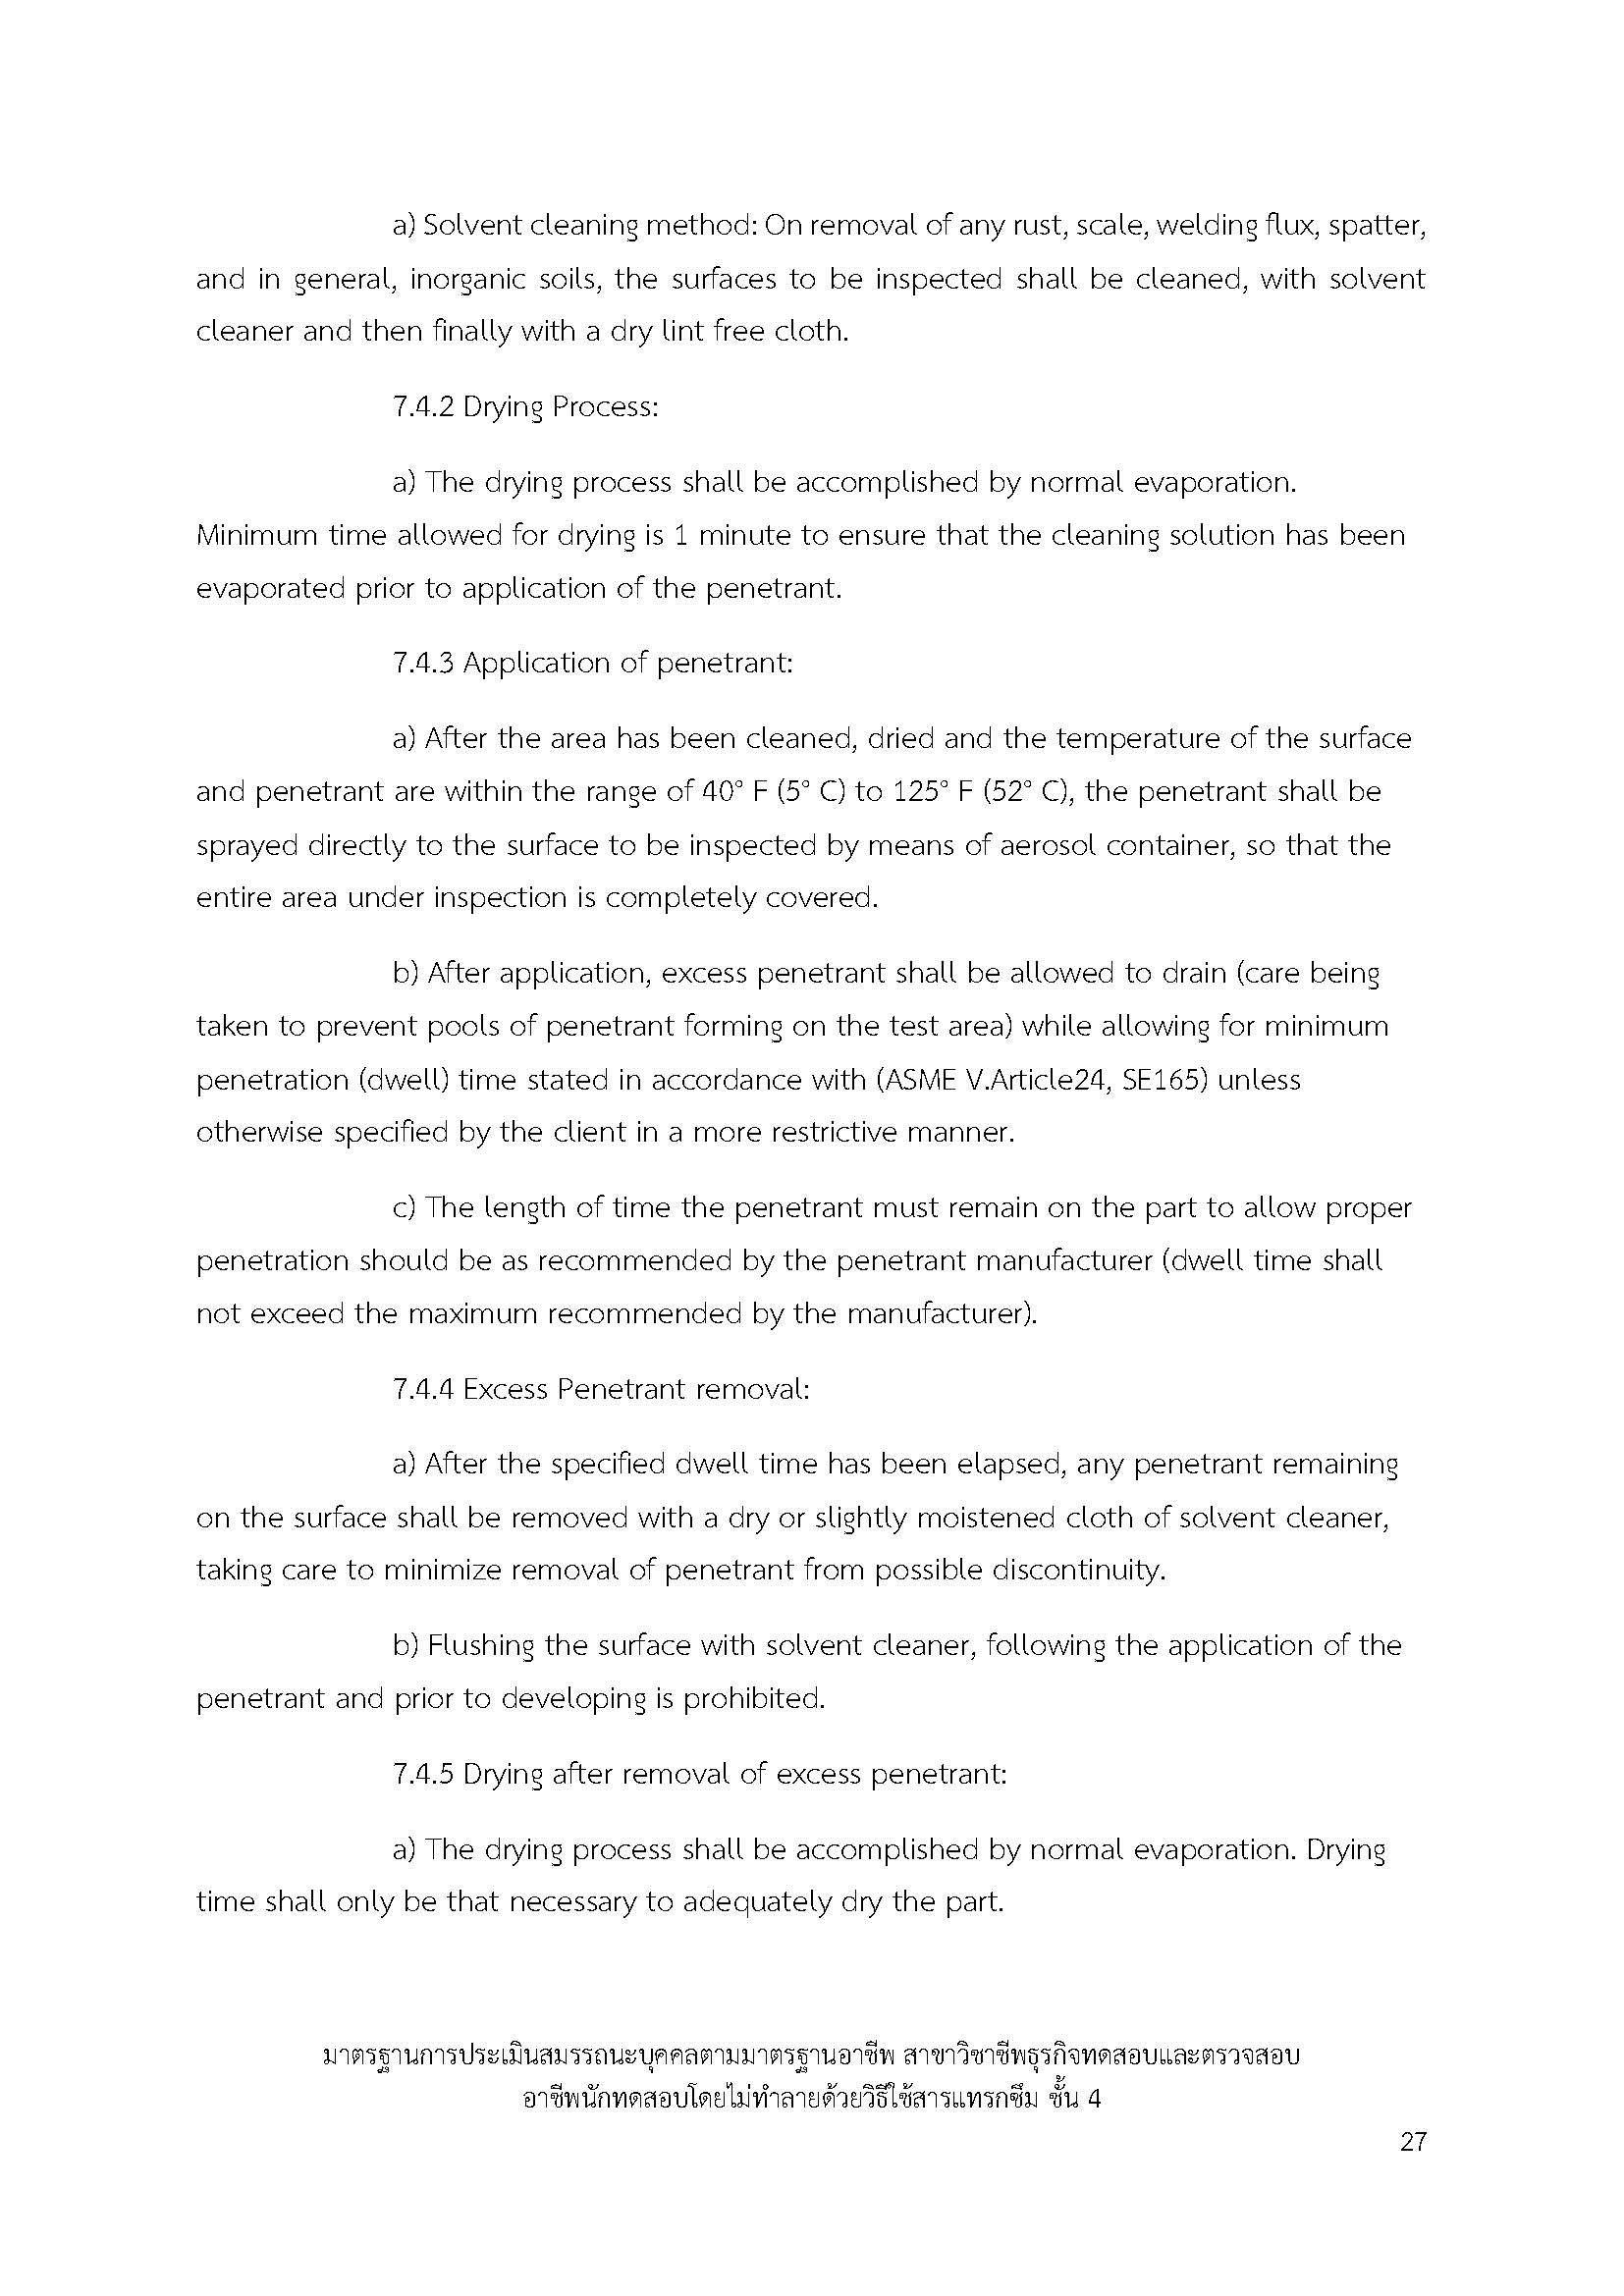 a) Solvent cleaning method: On removal of any rust, scale, welding flux, spatter,
and in general, inorganic soils, the surfaces to be inspected shall be cleaned, with solvent
cleaner and then finally with a dry lint free cloth.
7.4.2 Drying Process:
a) The drying process shall be accomplished by normal evaporation.
Minimum time allowed for drying is 1 minute to ensure that the cleaning solution has been
evaporated prior to application of the penetrant.
7.4.3 Application of penetrant:
a) After the area has been cleaned, dried and the temperature of the surface
and penetrant are within the range of 40° F (5° C) to 125° F (52° C), the penetrant shall be
sprayed directly to the surface to be inspected by means of aerosol container, so that the
entire area under inspection is completely covered.
b) After application, excess penetrant shall be allowed to drain (care being
taken to prevent pools of penetrant forming on the test area) while allowing for minimum
penetration (dwell) time stated in accordance with (ASME V.Article24, SE165) unless
otherwise specified by the client in a more restrictive manner.
c) The length of time the penetrant must remain on the part to allow proper
penetration should be as recommended by the penetrant manufacturer (dwell time shall
not exceed the maximum recommended by the manufacturer).
7.4.4 Excess Penetrant removal:
a) After the specified dwell time has been elapsed, any penetrant remaining
on the surface shall be removed with a dry or slightly moistened cloth of solvent cleaner,
taking care to minimize removal of penetrant from possible discontinuity.
b) Flushing the surface with solvent cleaner, following the application of the
penetrant and prior to developing is prohibited.
7.4.5 Drying after removal of excess penetrant:
a) The drying process shall be accomplished by normal evaporation. Drying
time shall only be that necessary to adequately dry the part.
มาตรฐานการประเมินสมรรถนะบุคคลตามมาตรฐานอาชีพ สาขาวิชาชีพธุรกิจทดสอบและตรวจสอบ
อาชีพนักทดสอบโดยไม่ทำลายด้วยวิธีใช้สารแทรกซึม ชั้น 4
27